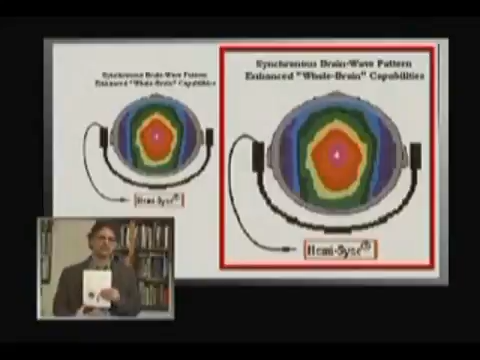 Synchronous Brain-Wave Pattern
Enhanced "Whole-Brain" Capabilities
Hemi-Sync®
Synchronous Brain-Wave Pattern
Enhanced "Whole-Brain" Capabilities
Hemi-Sync®